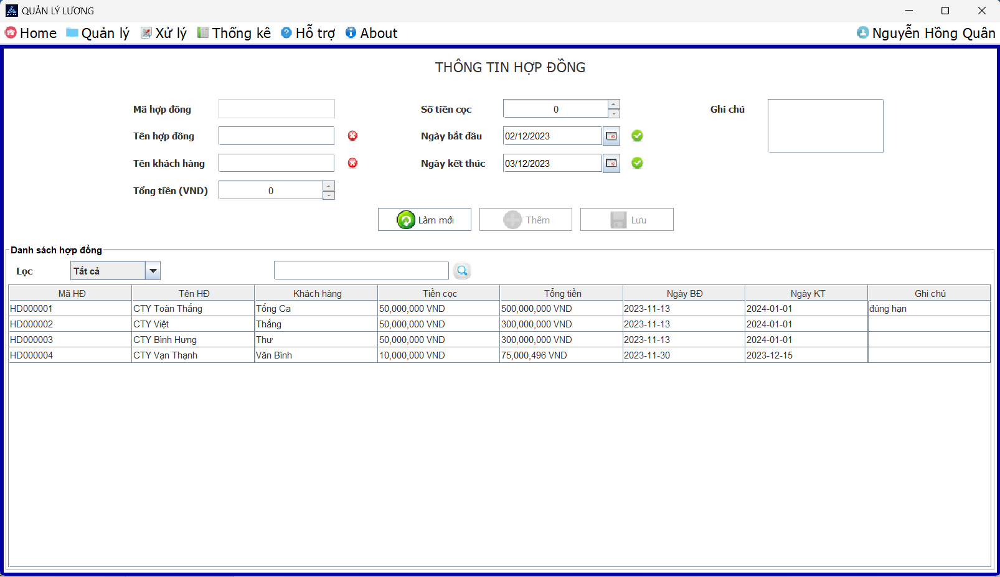 QUẢN LÝ LƯƠNG
Home Quản lý Xử lý Thống kê Hỗ trợ About Nguyễn Hồng Quân
THÔNG TIN HỢP ĐỒNG
Mã hợp đồng Số tiền cọc 0 Ghi chú
Tên hợp đồng Ngày bắt đầu 02/12/2023
Tên khách hàng Ngày kết thúc 03/12/2023
Tổng tiền (VND) 0
Làm mới Thêm Lưu
Danh sách hợp đồng
Lọc Tất cả
Mã HĐ Tên HĐ Khách hàng Tiền cọc Tổng tiền Ngày BĐ Ngày KT Ghi chú
HD000001 CTY Toàn Thắng Tống Ca 50,000,000 VND 500,000,000 VND 2023-11-13 2024-01-01 đúng hạn
HD000002 CTY Việt Thắng 50,000,000 VND 300,000,000 VND 2023-11-13 2024-01-01
HD000003 CTY Bình Hưng Thư 50,000,000 VND 300,000,000 VND 2023-11-13 2024-01-01
HD000004 CTY Vạn Thạnh Văn Bình 10,000,000 VND 75,000,496 VND 2023-11-30 2023-12-15